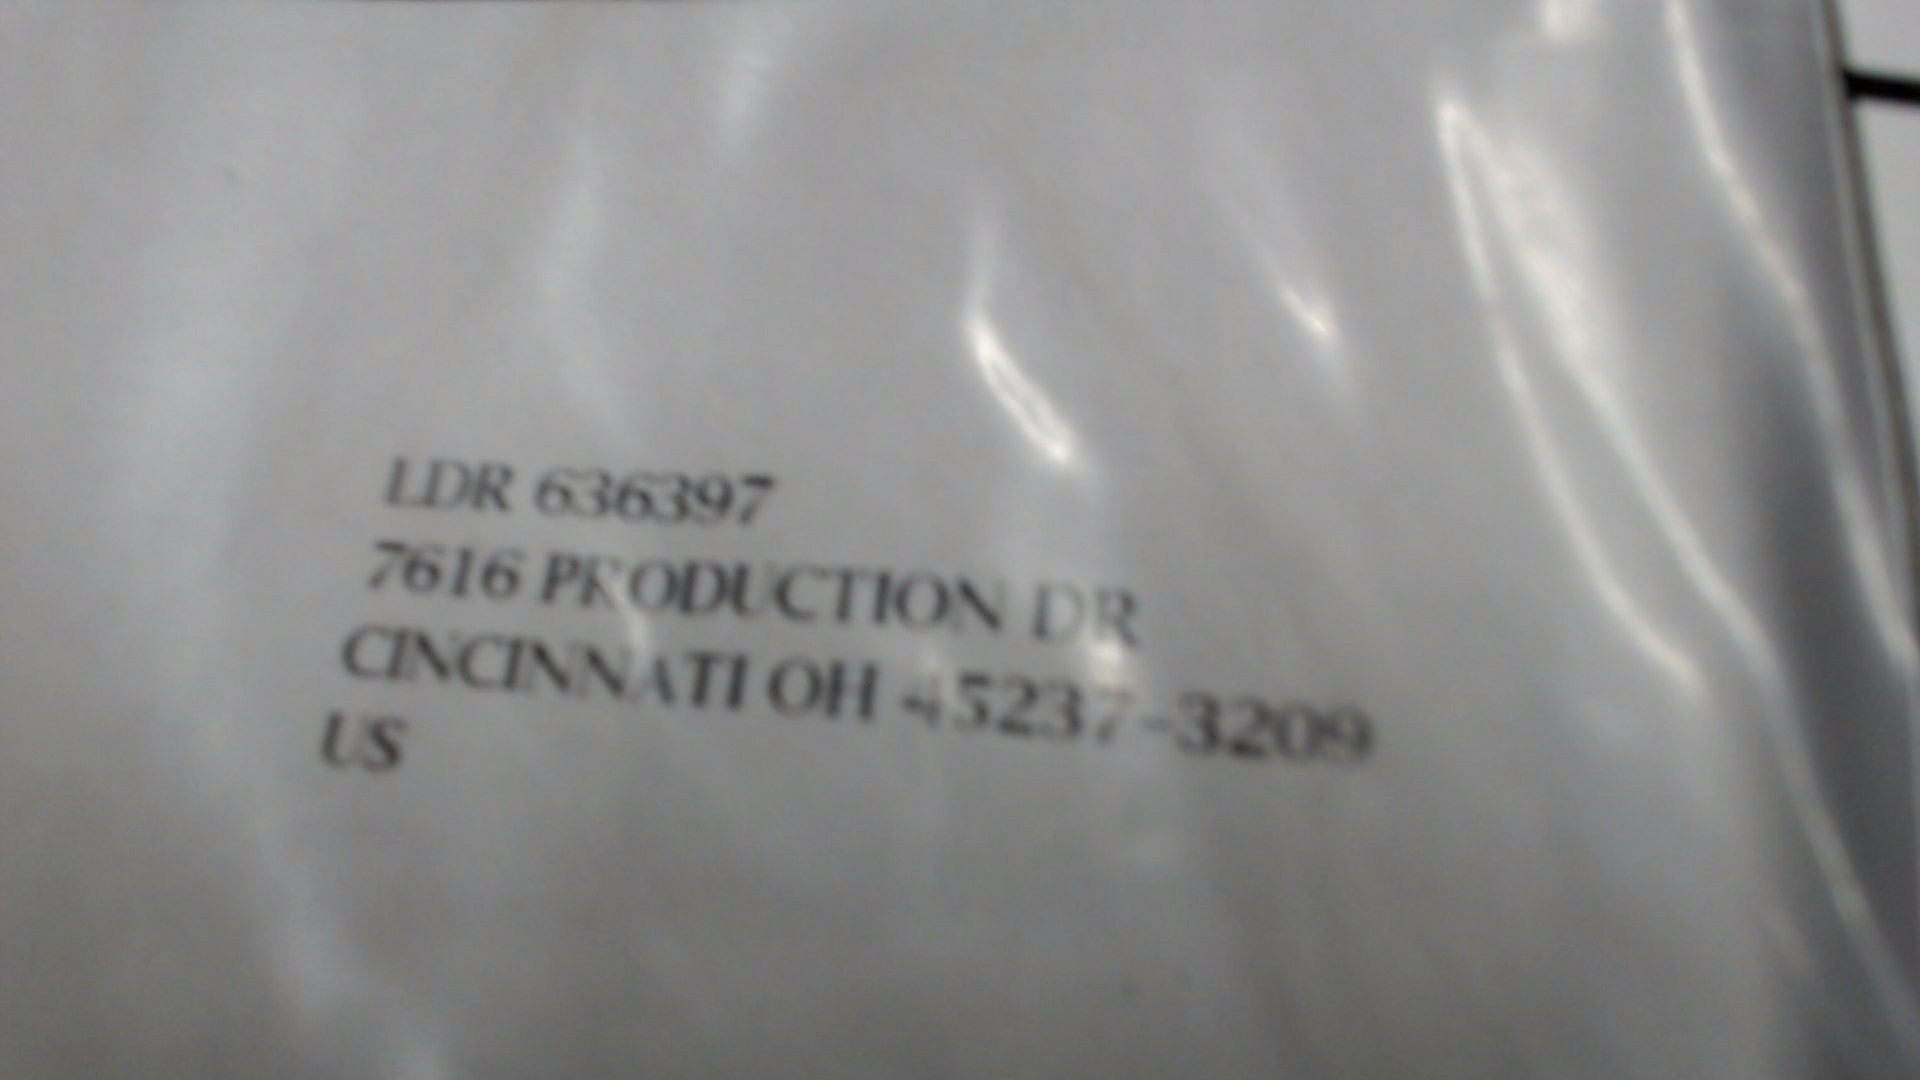 LDR 636397
7616 PRODUCTION DR
CINCINNATI OH 45237-3209
US